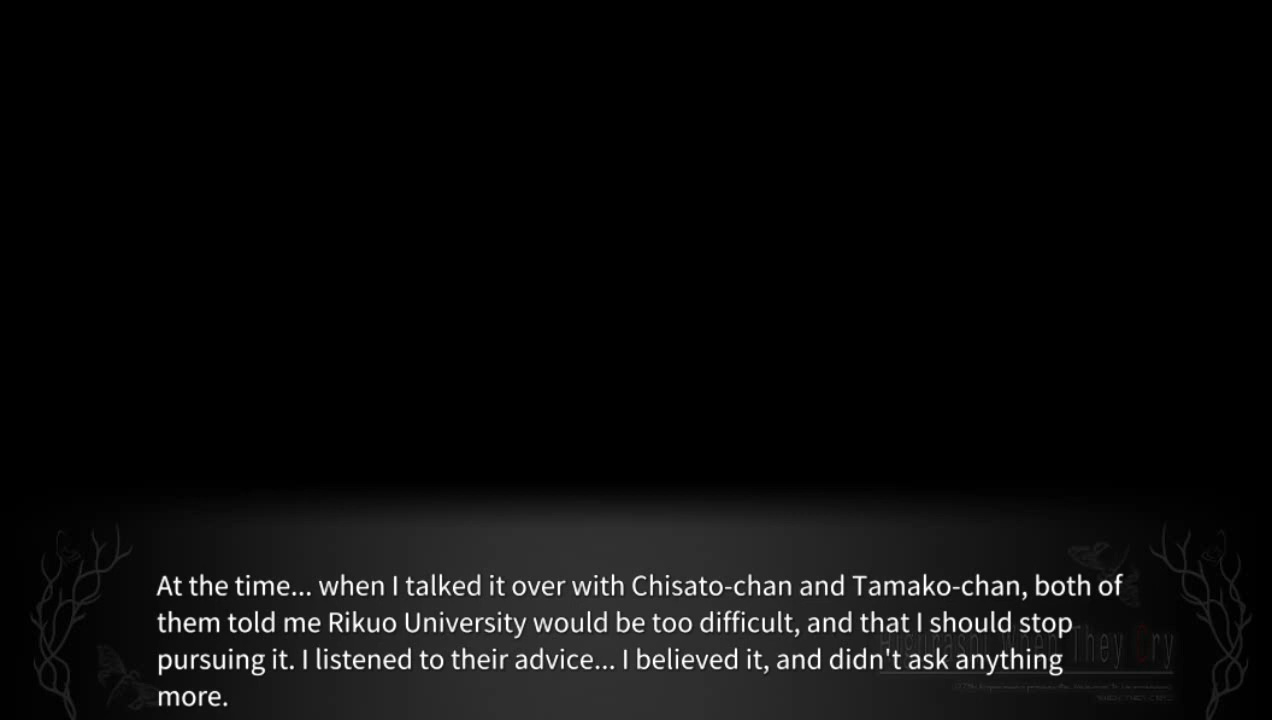 At the time... when I talked it over with Chisato-chan and Tamako-chan, both of
them told me Rikuo University would be too difficult, and that I should stop
pursuing it. I listened to their advice... I believed it, and didn't ask anything
more.
Higurashi When They Cry